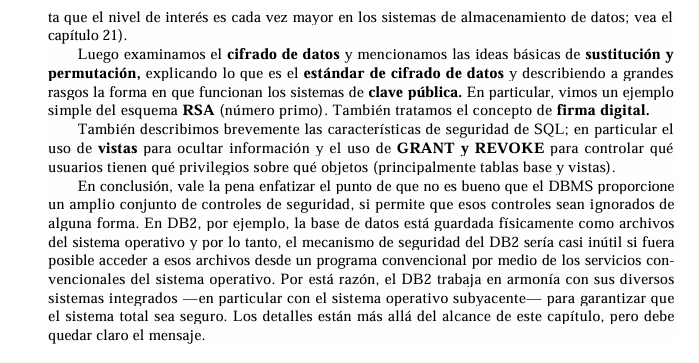 ta que el nivel de interés es cada vez mayor en los sistemas de almacenamiento de datos; vea el
capítulo 21).
Luego examinamos el cifrado de datos y mencionamos las ideas básicas de sustitución y
permutación, explicando lo que es el estándar de cifrado de datos y describiendo a grandes
rasgos la forma en que funcionan los sistemas de clave pública. En particular, vimos un ejemplo
simple del esquema RSA (número primo). También tratamos el concepto de firma digital.
También describimos brevemente las características de seguridad de SQL; en particular el
uso de vistas para ocultar información y el uso de GRANT y REVOKE para controlar qué
usuarios tienen qué privilegios sobre qué objetos (principalmente tablas base y vistas).
En conclusión, vale la pena enfatizar el punto de que no es bueno que el DBMS proporcione
un amplio conjunto de controles de seguridad, si permite que esos controles sean ignorados de
alguna forma. En DB2, por ejemplo, la base de datos está guardada físicamente como archivos
del sistema operativo y por lo tanto, el mecanismo de seguridad del DB2 sería casi inútil si fuera
posible acceder a esos archivos desde un programa convencional por medio de los servicios con-
vencionales del sistema operativo. Por está razón, el DB2 trabaja en armonía con sus diversos
sistemas integrados —en particular con el sistema operativo subyacente— para garantizar que
el sistema total sea seguro. Los detalles están más allá del alcance de este capítulo, pero debe
quedar claro el mensaje.